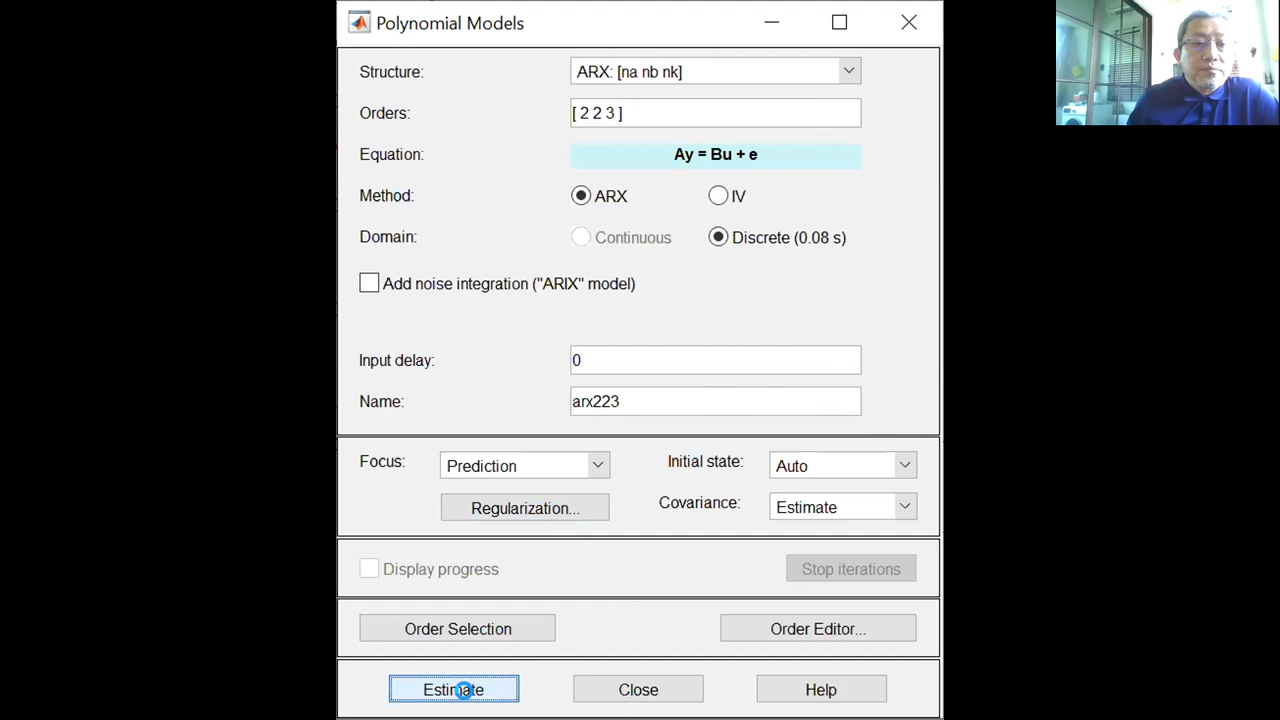 Polynomial Models
Structure: ARX: [na nb nk]
Orders: [ 2 2 3 ]
Equation: Ay = Bu + e
Method: ARX IV
Domain: Continuous Discrete (0.08 s)
Add noise integration ("ARIX" model)
Input delay: 0
Name: arx223
Focus: Prediction Initial state: Auto
Regularization... Covariance: Estimate
Display progress Stop iterations
Order Selection Order Editor...
Estimate Close Help